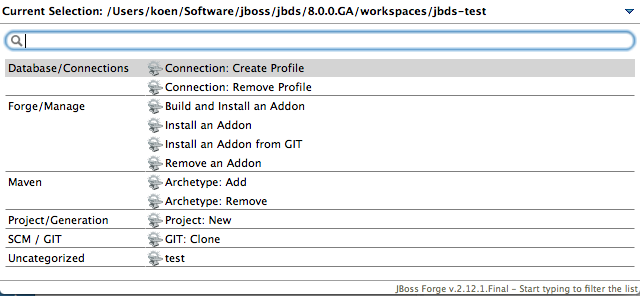 Current Selection: /Users/koen/Software/jboss/jbds/8.0.0.GA/workspaces/jbds-test
Database/Connections Connection: Create Profile
Connection: Remove Profile
Forge/Manage Build and Install an Addon
Install an Addon
Install an Addon from GIT
Remove an Addon
Maven Archetype: Add
Archetype: Remove
Project/Generation Project: New
SCM / GIT GIT: Clone
Uncategorized test
JBoss Forge v.2.12.1.Final - Start typing to filter the list